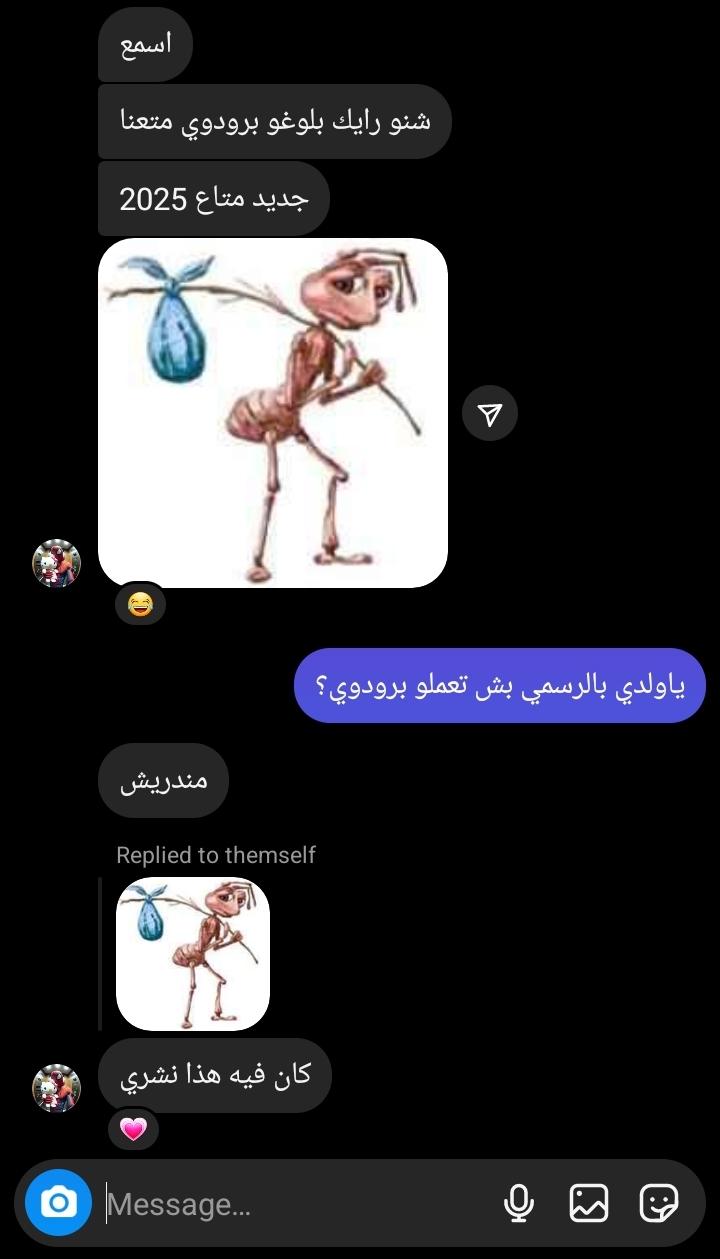 اسمع
شنو رايك بلوغو برودوي متعنا
جديد متاع 2025
ياولدي بالرسمي بش تعملو برودوي؟
مندريش
Replied to themself
كان فيه هذا نشري
Message...